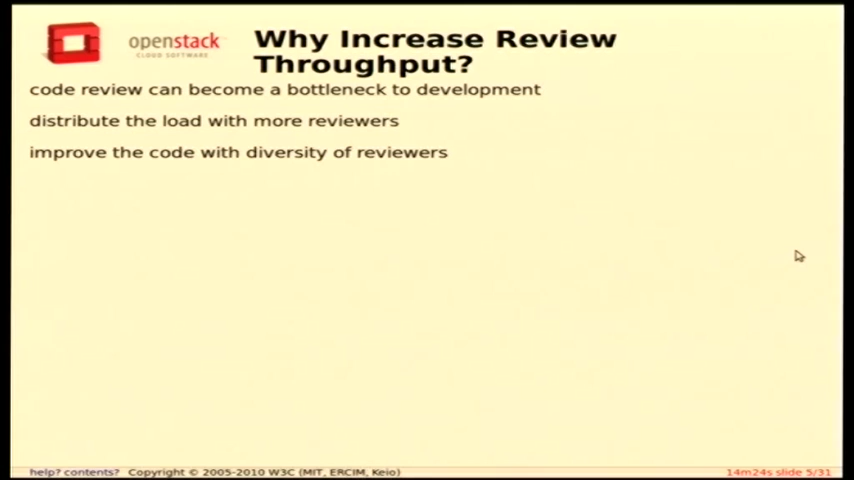 openstack
CLOUD SOFTWARE
Why Increase Review
Throughput?
code review can become a bottleneck to development
distribute the load with more reviewers
improve the code with diversity of reviewers
help? contents? Copyright © 2005-2010 W3C (MIT, ERCIM, Keio)
14m24s slide 5/31